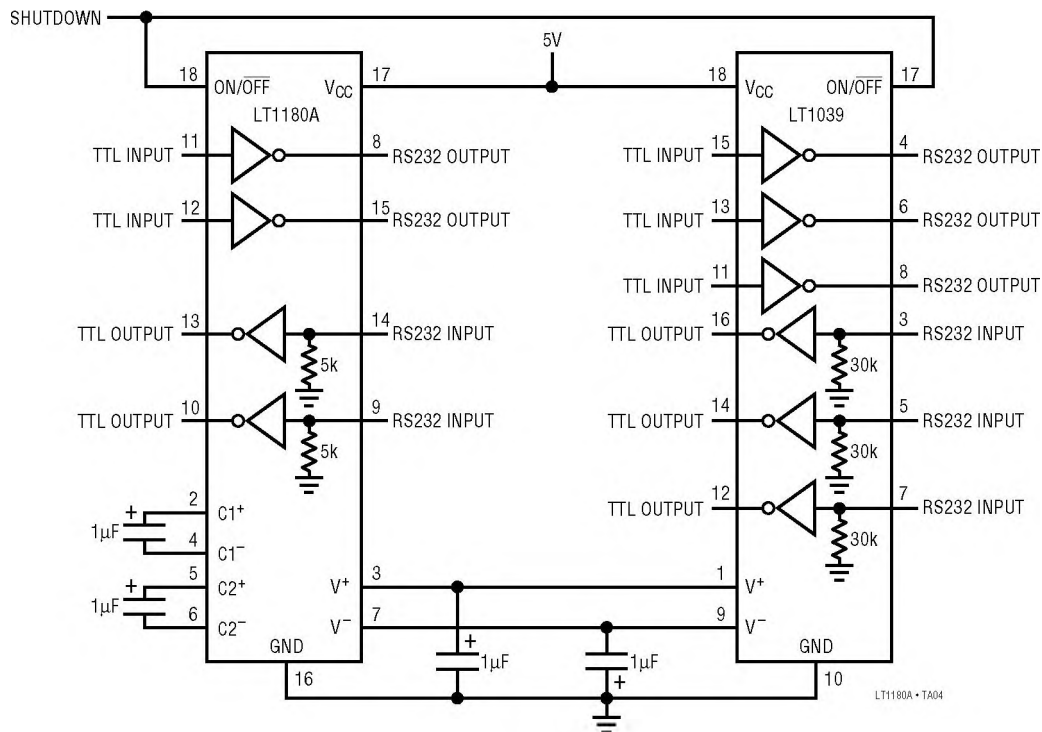 SHUTDOWN
5V
18 ON/OFF VCC 17
LT1180A
18 VCC ON/OFF 17
LT1039
TTL INPUT 11 8 RS232 OUTPUT
TTL INPUT 15 4 RS232 OUTPUT
TTL INPUT 12 15 RS232 OUTPUT
TTL INPUT 13 6 RS232 OUTPUT
TTL INPUT 11 8 RS232 OUTPUT
TTL OUTPUT 13 14 RS232 INPUT
5k
TTL OUTPUT 16 3 RS232 INPUT
30k
TTL OUTPUT 10 9 RS232 INPUT
5k
TTL OUTPUT 14 5 RS232 INPUT
30k
TTL OUTPUT 12 7 RS232 INPUT
30k
+ 2 C1+
1μF
4 C1−
+ 5 C2+
1μF
6 C2−
V+ 3
1 V+
V− 7
9 V−
GND
16
+
1μF
1μF
+
GND
10
LT1180A • TA04